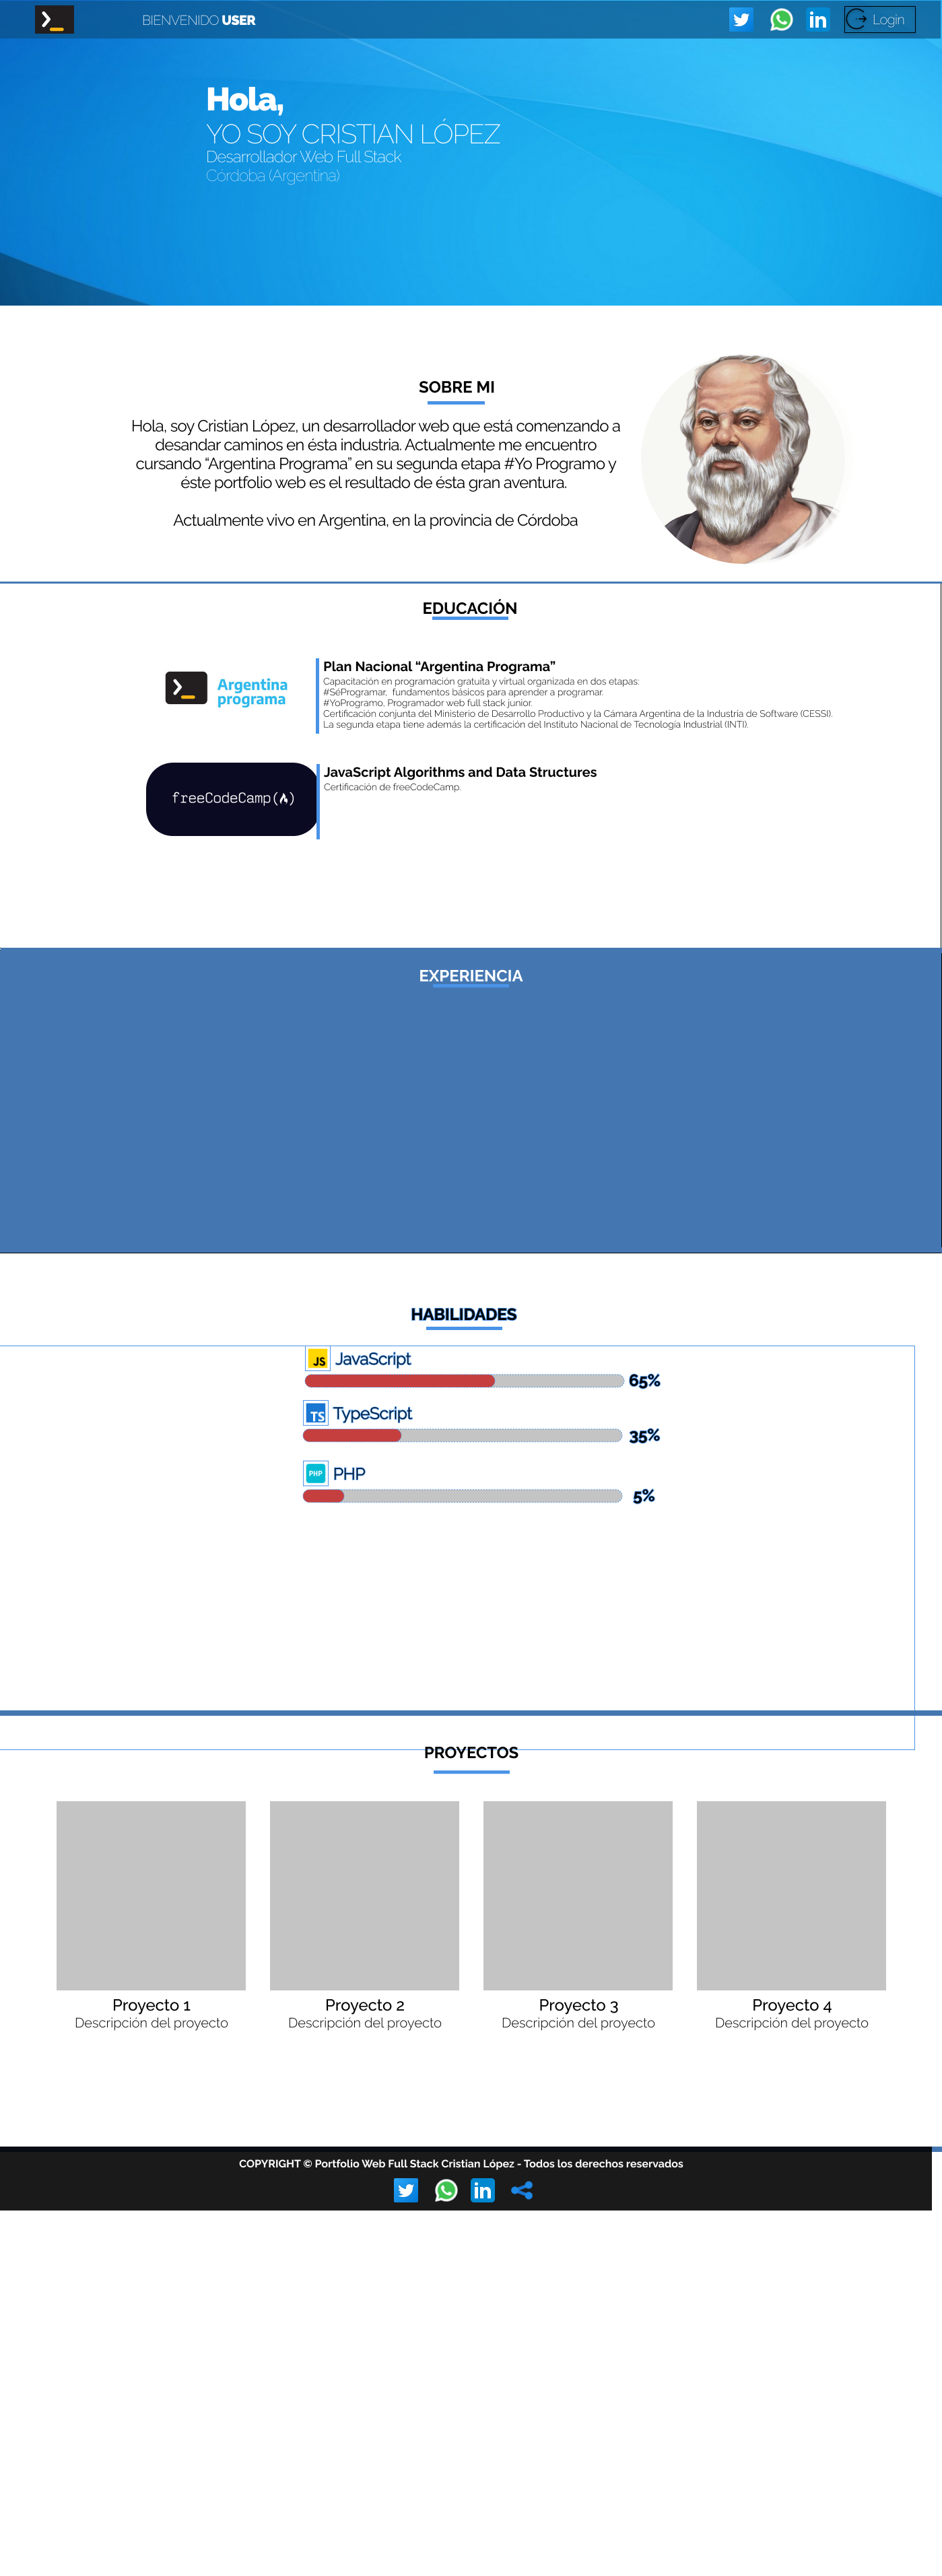 BIENVENIDO USER
Login
Hola,
YO SOY CRISTIAN LÓPEZ
Desarrollador Web Full Stack
Córdoba (Argentina)
SOBRE MI
Hola, soy Cristian López, un desarrollador web que está comenzando a
desandar caminos en ésta industria. Actualmente me encuentro
cursando “Argentina Programa” en su segunda etapa #Yo Programo y
éste portfolio web es el resultado de ésta gran aventura.
Actualmente vivo en Argentina, en la provincia de Córdoba
EDUCACIÓN
Argentina
programa
Plan Nacional “Argentina Programa”
Capacitación en programación gratuita y virtual organizada en dos etapas:
#SéProgramar, fundamentos básicos para aprender a programar.
#YoProgramo, Programador web full stack junior.
Certificación conjunta del Ministerio de Desarrollo Productivo y la Cámara Argentina de la Industria de Software (CESSI).
La segunda etapa tiene además la certificación del Instituto Nacional de Tecnología Industrial (INTI).
freeCodeCamp
JavaScript Algorithms and Data Structures
Certificación de freeCodeCamp.
EXPERIENCIA
HABILIDADES
JS JavaScript
65%
TS TypeScript
35%
PHP PHP
5%
PROYECTOS
Proyecto 1
Descripción del proyecto
Proyecto 2
Descripción del proyecto
Proyecto 3
Descripción del proyecto
Proyecto 4
Descripción del proyecto
COPYRIGHT © Portfolio Web Full Stack Cristian López - Todos los derechos reservados